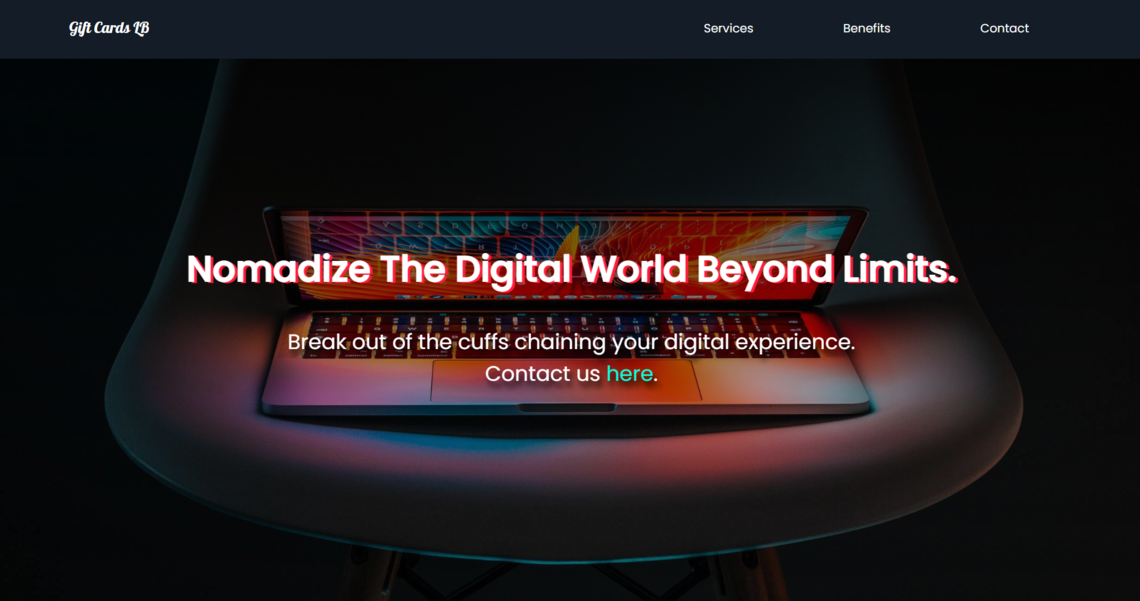 Gift Cards LB
Services
Benefits
Contact
Nomadize The Digital World Beyond Limits.
Break out of the cuffs chaining your digital experience.
Contact us here.